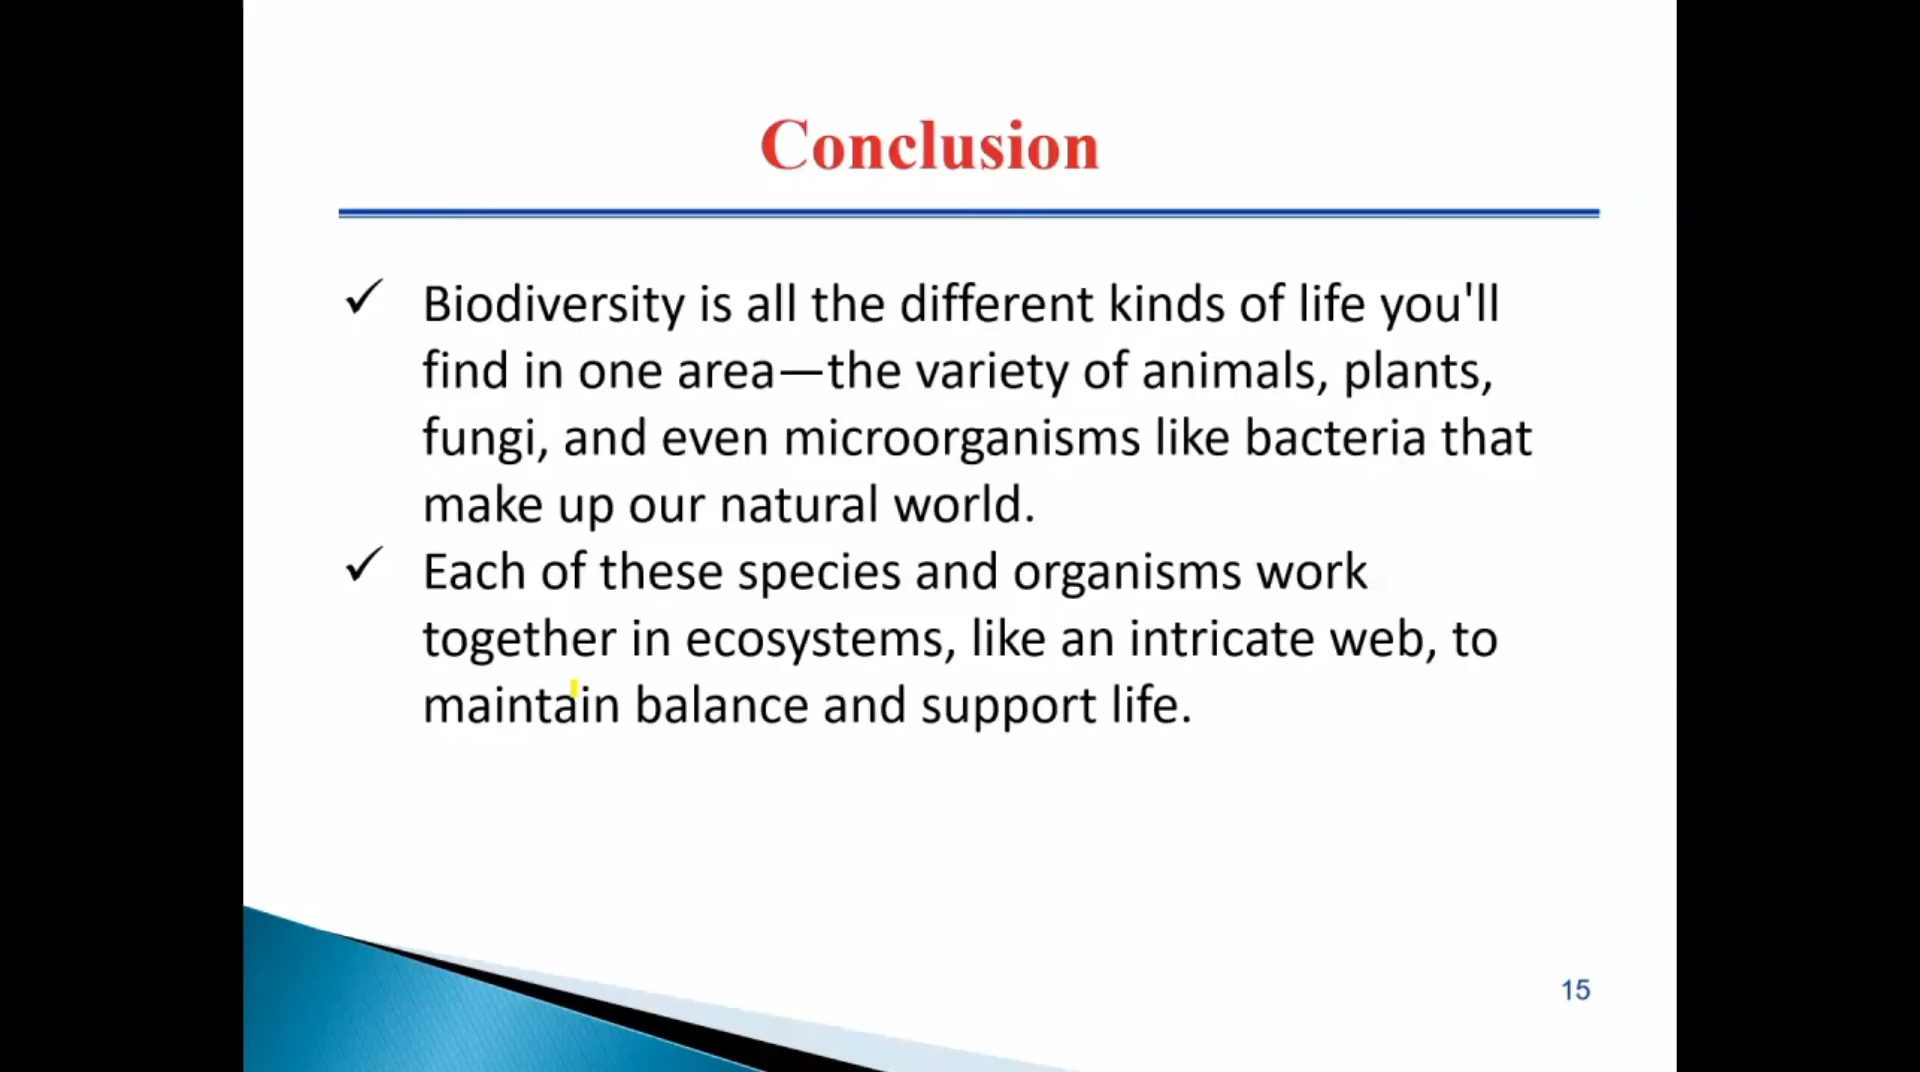 Conclusion
✓ Biodiversity is all the different kinds of life you'll
find in one area—the variety of animals, plants,
fungi, and even microorganisms like bacteria that
make up our natural world.
✓ Each of these species and organisms work
together in ecosystems, like an intricate web, to
maintain balance and support life.
15